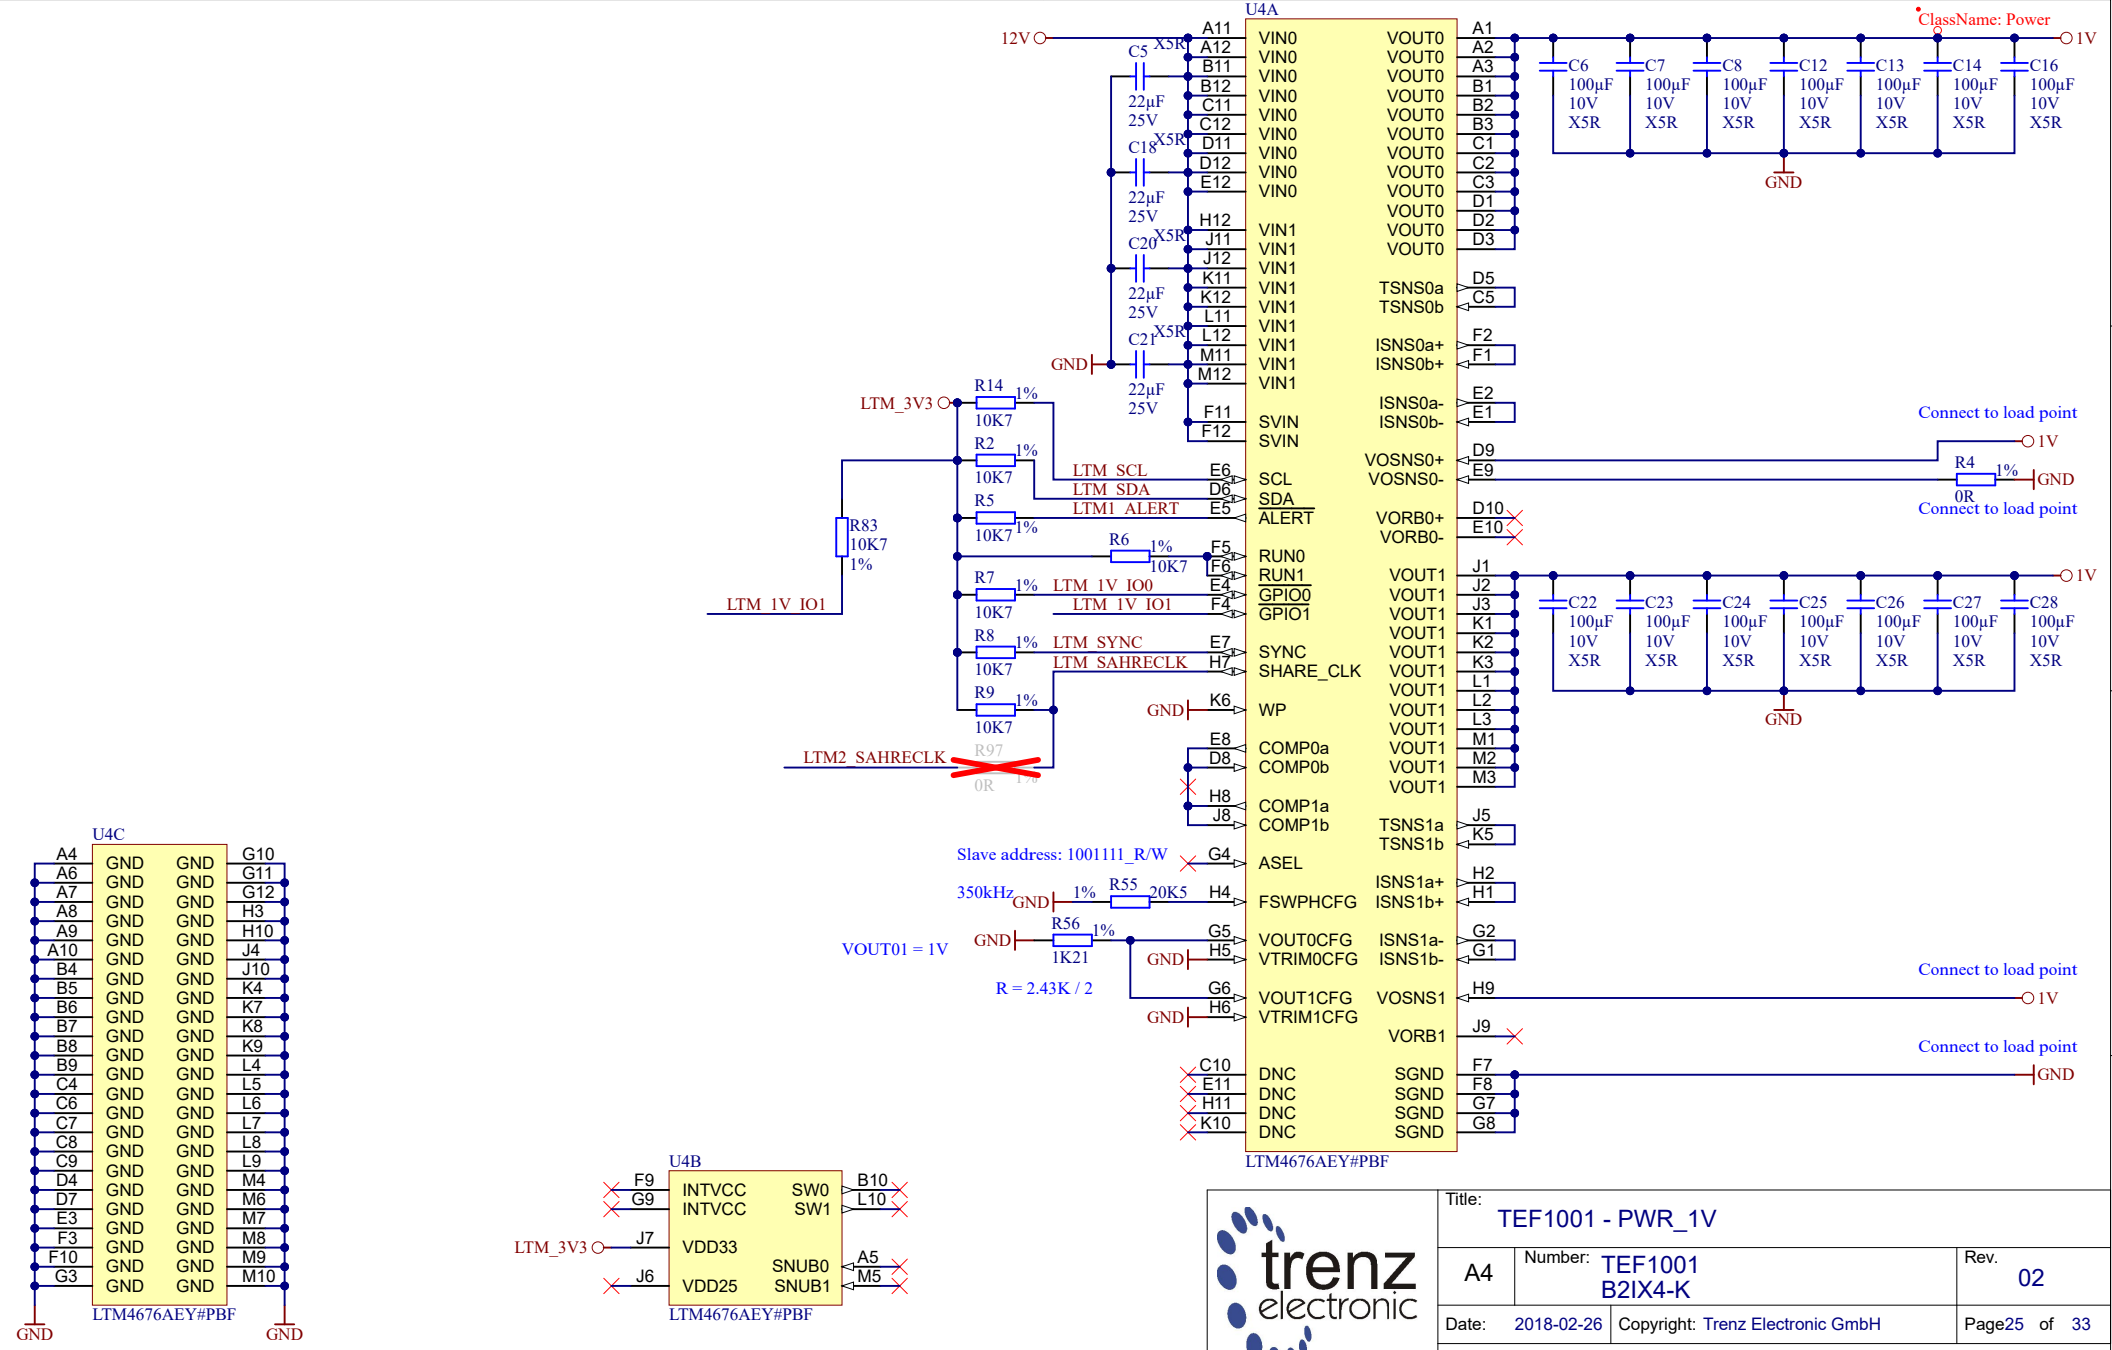 U4A
ClassName: Power
12V
1V
A11 VIN0 VOUT0 A1
A12 VIN0 VOUT0 A2
B11 VIN0 VOUT0 A3
B12 VIN0 VOUT0 B1
C11 VIN0 VOUT0 B2
C12 VIN0 VOUT0 B3
D11 VIN0 VOUT0 C1
D12 VIN0 VOUT0 C2
E12 VIN0 VOUT0 C3
VOUT0 D1
H12 VIN1 VOUT0 D2
J11 VIN1 VOUT0 D3
J12 VIN1
K11 VIN1 TSNS0a D5
K12 VIN1 TSNS0b C5
L11 VIN1
L12 VIN1 ISNS0a+ F2
M11 VIN1 ISNS0b+ F1
M12 VIN1
ISNS0a- E2
F11 SVIN ISNS0b- E1
F12 SVIN
VOSNS0+ D9
E6 SCL VOSNS0- E9
D6 SDA
E5 ALERT VORB0+ D10
VORB0- E10
F5 RUN0
F6 RUN1 VOUT1 J1
E4 GPIO0 VOUT1 J2
F4 GPIO1 VOUT1 J3
VOUT1 K1
E7 SYNC VOUT1 K2
H7 SHARE_CLK VOUT1 K3
VOUT1 L1
K6 WP VOUT1 L2
VOUT1 L3
E8 COMP0a VOUT1 M1
D8 COMP0b VOUT1 M2
VOUT1 M3
H8 COMP1a
J8 COMP1b TSNS1a J5
TSNS1b K5
G4 ASEL
ISNS1a+ H2
H4 FSWPHCFG ISNS1b+ H1
G5 VOUT0CFG ISNS1a- G2
H5 VTRIM0CFG ISNS1b- G1
G6 VOUT1CFG VOSNS1 H9
H6 VTRIM1CFG
VORB1 J9
C10 DNC SGND F7
E11 DNC SGND F8
H11 DNC SGND G7
K10 DNC SGND G8
LTM4676AEY#PBF
C5 X5R
22µF
25V
C18 X5R
22µF
25V
C20 X5R
22µF
25V
C21 X5R
22µF
25V
GND
C6 C7 C8 C12 C13 C14 C16
100µF 100µF 100µF 100µF 100µF 100µF 100µF
10V 10V 10V 10V 10V 10V 10V
X5R X5R X5R X5R X5R X5R X5R
GND
Connect to load point
1V
R4 1% GND
0R
Connect to load point
1V
C22 C23 C24 C25 C26 C27 C28
100µF 100µF 100µF 100µF 100µF 100µF 100µF
10V 10V 10V 10V 10V 10V 10V
X5R X5R X5R X5R X5R X5R X5R
GND
Connect to load point
1V
Connect to load point
GND
LTM_3V3
R14 1%
10K7
R2 1%
10K7
LTM_SCL
LTM_SDA
R5 LTM1_ALERT
10K7 1%
R83
10K7
1%
R6 1%
10K7
R7 1% LTM_1V_IO0
10K7
LTM_1V_IO1
LTM_1V_IO1
R8 1% LTM_SYNC
10K7
LTM_SAHRECLK
R9 1%
10K7
GND
LTM2_SAHRECLK
R97
0R 1%
Slave address: 1001111_R/W
350kHz GND 1% R55 20K5
R56 1%
GND
1K21
VOUT01 = 1V
GND
R = 2.43K / 2
GND
U4C
A4 GND GND G10
A6 GND GND G11
A7 GND GND G12
A8 GND GND H3
A9 GND GND H10
A10 GND GND J4
B4 GND GND J10
B5 GND GND K4
B6 GND GND K7
B7 GND GND K8
B8 GND GND K9
B9 GND GND L4
C4 GND GND L5
C6 GND GND L6
C7 GND GND L7
C8 GND GND L8
C9 GND GND L9
D4 GND GND M4
D7 GND GND M6
E3 GND GND M7
F3 GND GND M8
F10 GND GND M9
G3 GND GND M10
LTM4676AEY#PBF
GND GND
U4B
F9 INTVCC SW0 B10
G9 INTVCC SW1 L10
LTM_3V3 J7 VDD33
SNUB0 A5
J6 VDD25 SNUB1 M5
LTM4676AEY#PBF
trenz
electronic
Title:
TEF1001 - PWR_1V
A4
Number: TEF1001
B2IX4-K
Rev.
02
Date: 2018-02-26
Copyright: Trenz Electronic GmbH
Page25 of 33